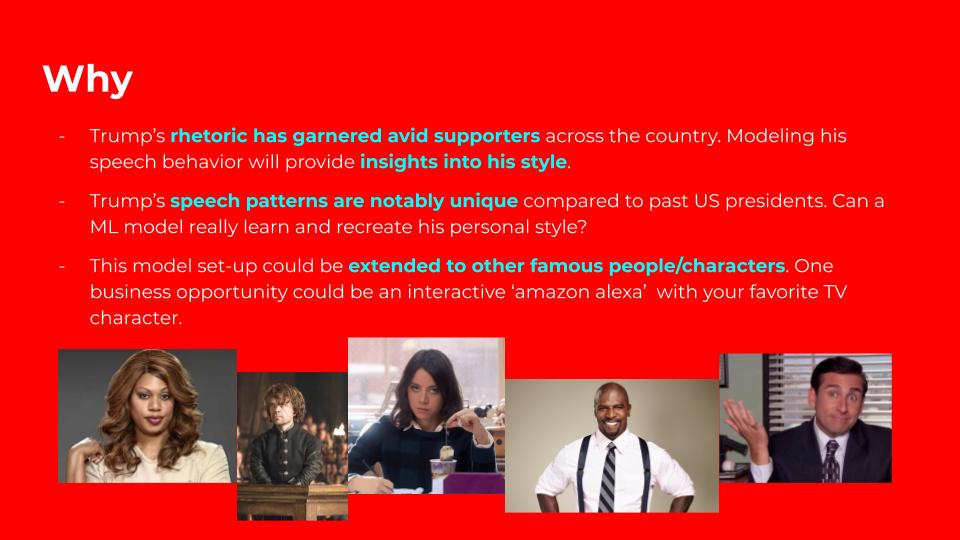 Why
- Trump’s rhetoric has garnered avid supporters across the country. Modeling his
speech behavior will provide insights into his style.
- Trump’s speech patterns are notably unique compared to past US presidents. Can a
ML model really learn and recreate his personal style?
- This model set-up could be extended to other famous people/characters. One
business opportunity could be an interactive ‘amazon alexa’  with your favorite TV
character.